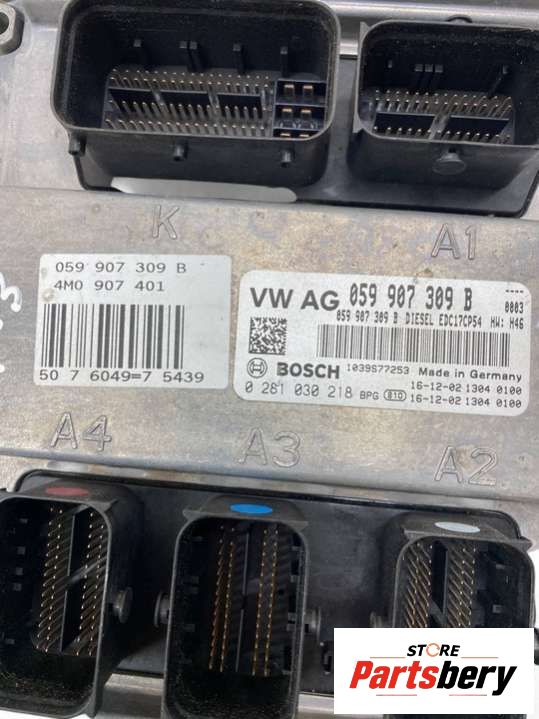 K
A1
059 907 309 B
4M0 907 401
50 7 6049=7 5439
VW AG 059 907 309 B
0003
059 907 309 B DIESEL EDC17CP54 HW: H46
BOSCH 1039S77253 Made in Germany
16-12-02 1304 0100
0 281 030 218 BPG 810 16-12-02 1304 0100
A4
A3
A2
STORE
Partsbery